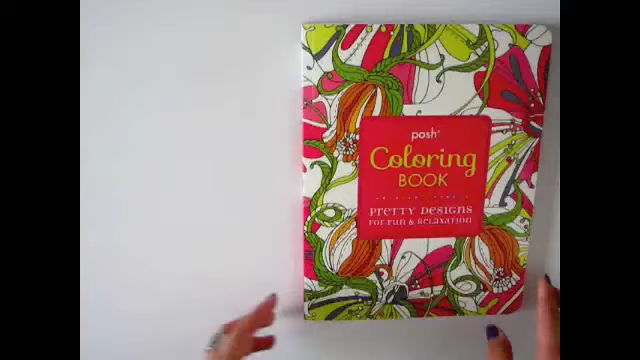 posh®
Coloring
BOOK
PRETTY DESIGNS
FOR FUN & RELAXATION